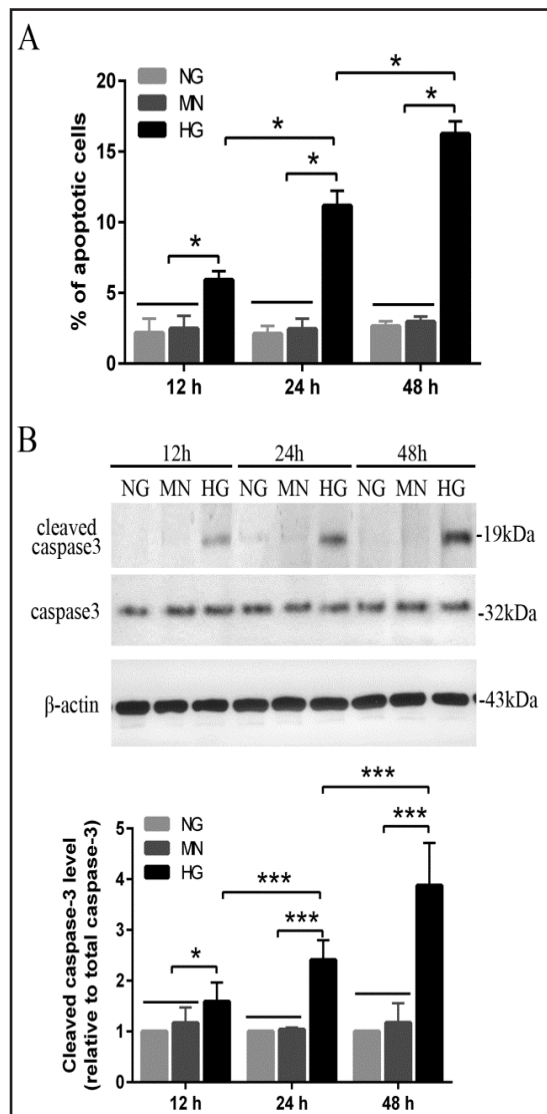 A
NG
MN
HG
% of apoptotic cells
20
15
10
5
0
*
*
*
*
*
12 h
24 h
48 h
B
12h 24h 48h
NG MN HG NG MN HG NG MN HG
cleaved
caspase3
-19kDa
caspase3
-32kDa
β-actin
-43kDa
NG
MN
HG
Cleaved caspase-3 level
(relative to total caspase-3)
5
4
3
2
1
0
*
***
***
***
***
12 h
24 h
48 h